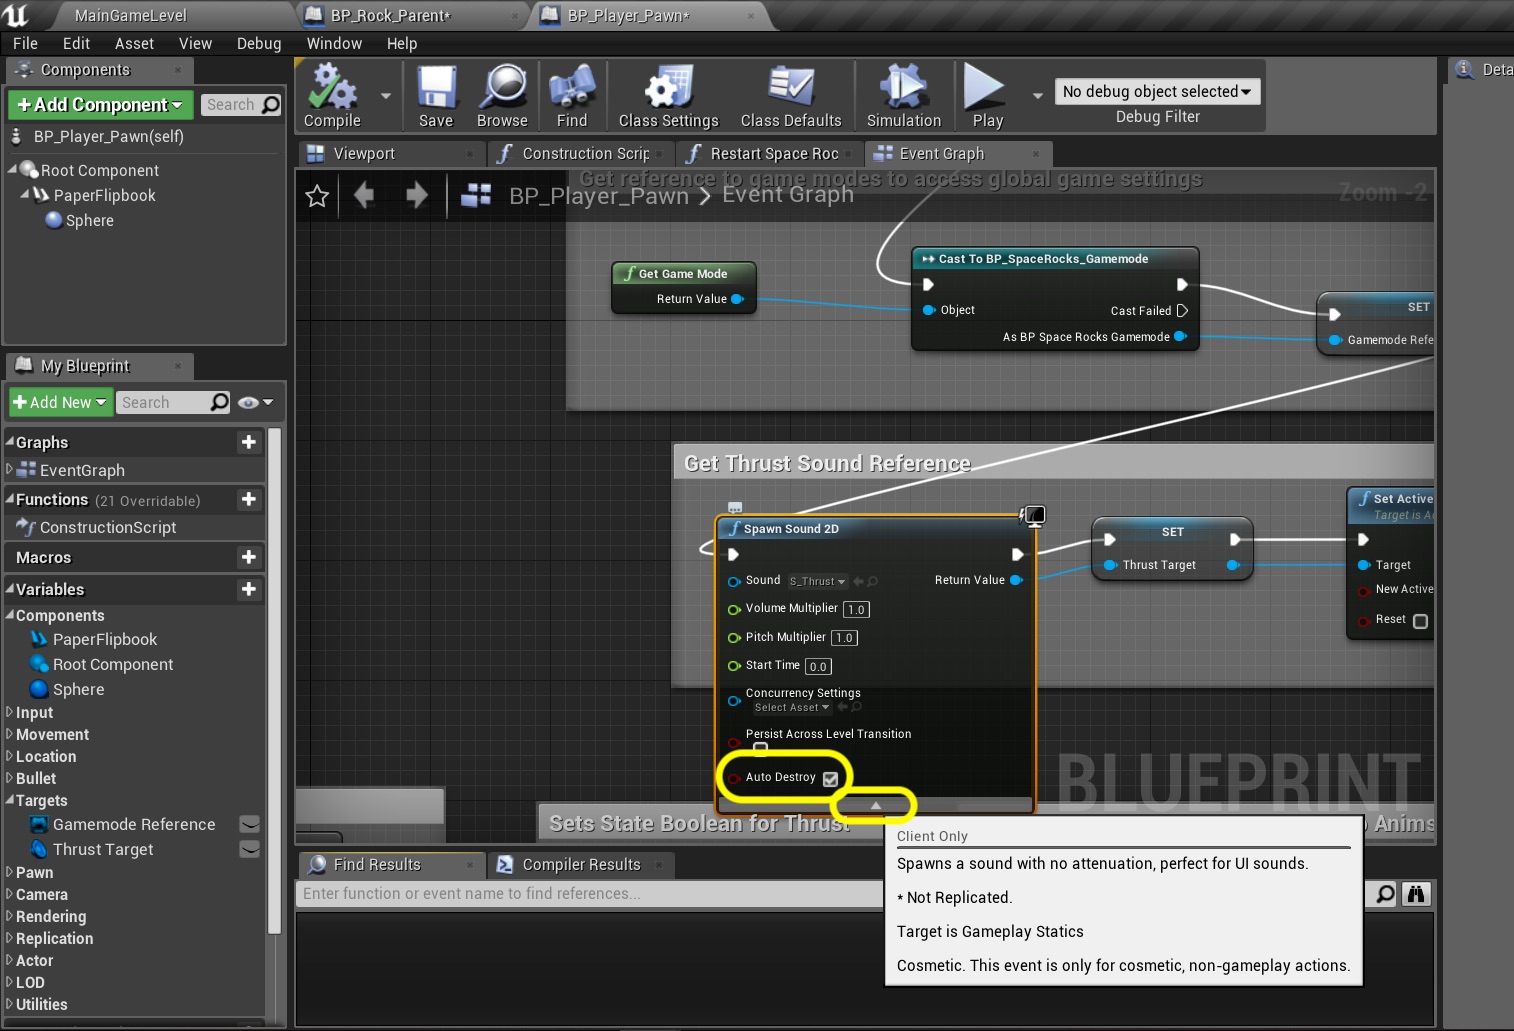 MainGameLevel
BP_Rock_Parent*
BP_Player_Pawn*
File Edit Asset View Debug Window Help
Components
Add Component
Search
BP_Player_Pawn(self)
Root Component
PaperFlipbook
Sphere
Compile
Save
Browse
Find
Class Settings
Class Defaults
Simulation
Play
No debug object selected
Debug Filter
Deta
Viewport
Construction Scrip
Restart Space Roc
Event Graph
Get reference to game modes to access global game settings
BP_Player_Pawn > Event Graph
Zoom -2
Get Game Mode
Return Value
Cast To BP_SpaceRocks_Gamemode
Object
Cast Failed
As BP Space Rocks Gamemode
SET
Gamemode Refe
Get Thrust Sound Reference
Spawn Sound 2D
Sound S_Thrust
Return Value
Volume Multiplier 1.0
Pitch Multiplier 1.0
Start Time 0.0
Concurrency Settings
Select Asset
Persist Across Level Transition
Auto Destroy
SET
Thrust Target
Set Active
Target is A
Target
New Active
Reset
BLUEPRINT
Sets State Boolean for Thrust
o Anims
Client Only
Spawns a sound with no attenuation, perfect for UI sounds.
* Not Replicated.
Target is Gameplay Statics
Cosmetic. This event is only for cosmetic, non-gameplay actions.
My Blueprint
Add New
Search
Graphs
EventGraph
Functions (21 Overridable)
ConstructionScript
Macros
Variables
Components
PaperFlipbook
Root Component
Sphere
Input
Movement
Location
Bullet
Targets
Gamemode Reference
Thrust Target
Pawn
Camera
Rendering
Replication
Actor
LOD
Utilities
Find Results
Compiler Results
Enter function or event name to find references...